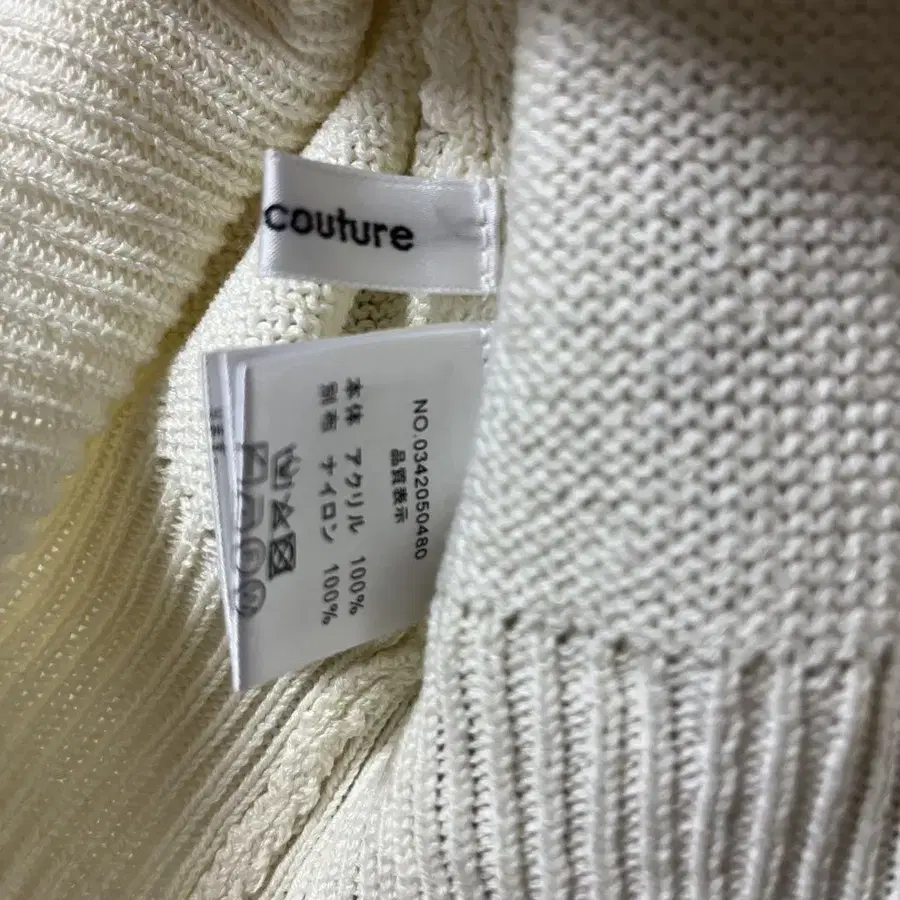 couture
NO.0342050480
品質表示
本体 アクリル 100%
別布 ナイロン 100%